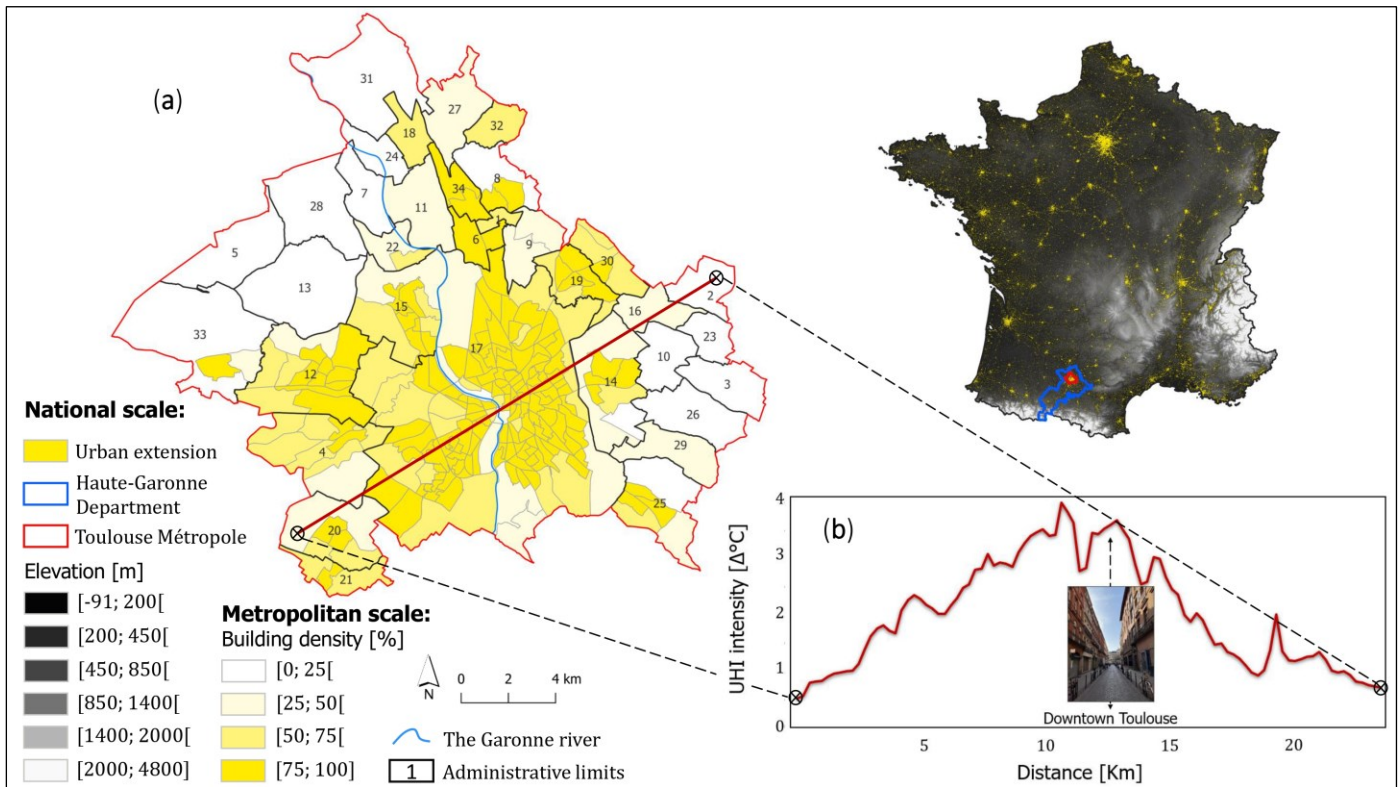 (a)
31
27
32
18
24
34
8
7
1
11
28
6
9
22
5
30
19
13
2
15
16
33
23
17
10
12
14
3
26
29
4
25
20
21
National scale:
Urban extension
Haute-Garonne
Department
Toulouse Métropole
Elevation [m]
[-91; 200[
[200; 450[
[450; 850[
[850; 1400[
[1400; 2000[
[2000; 4800]
Metropolitan scale:
Building density [%]
[0; 25[
[25; 50[
[50; 75[
[75; 100]
N
0 2 4 km
The Garonne river
1 Administrative limits
(b)
UHI intensity [Δ°C]
4
3
2
1
0
Downtown Toulouse
5 10 15 20
Distance [Km]